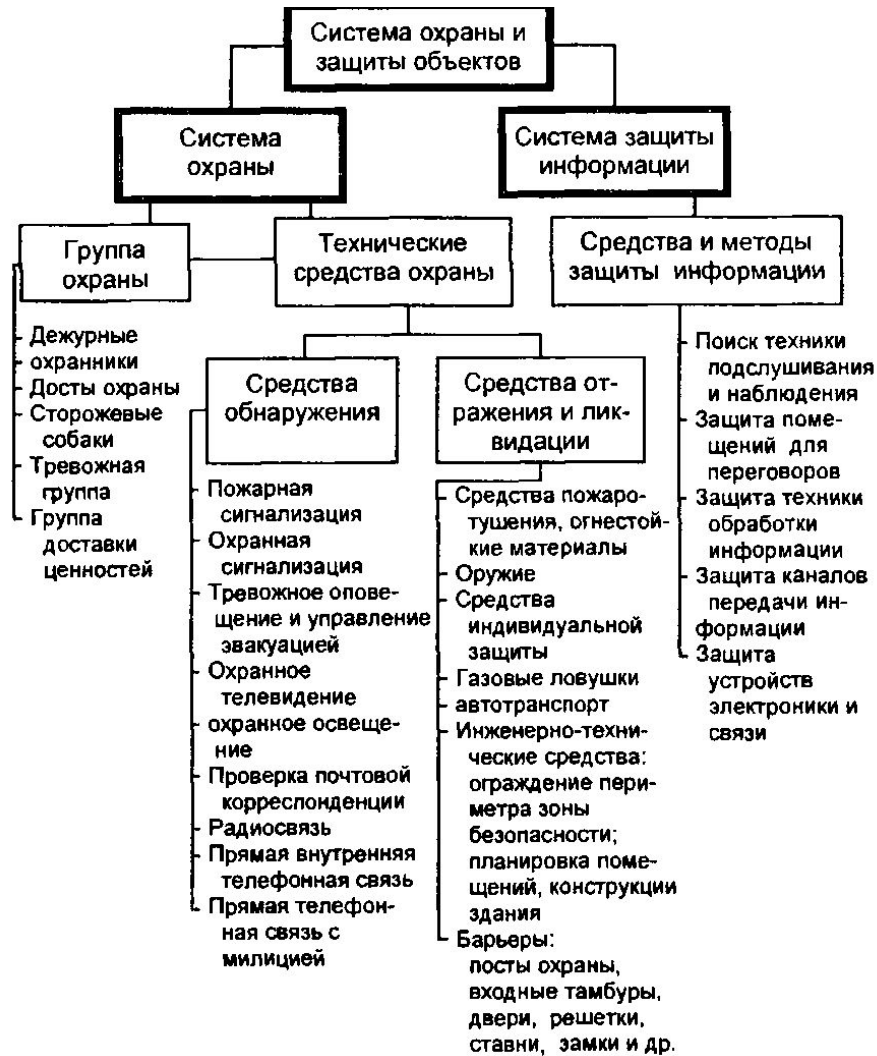 Система охраны и
защиты объектов
Система
охраны
Система защиты
информации
Группа
охраны
Технические
средства охраны
Средства и методы
защиты информации
Дежурные
охранники
Досты охраны
Сторожевые
собаки
Тревожная
группа
Группа
доставки
ценностей
Средства
обнаружения
Пожарная
сигнализация
Охранная
сигнализация
Тревожное опове-
щение и управление
эвакуацией
Охранное
телевидение
охранное освеще-
ние
Проверка почтовой
корреслонденции
Радиосвязь
Прямая внутренняя
телефонная связь
Прямая телефон-
ная связь с
милицией
Средства от-
ражения и лик-
видации
Средства пожаро-
тушения, огнестой-
кие материалы
Оружие
Средства
индивидуальной
защиты
Газовые ловушки
автотранспорт
Инженерно-техни-
ческие средства:
ограждение пери-
метра зоны
безопасности;
планировка поме-
щений, конструкции
здания
Барьеры:
посты охраны,
входные тамбуры,
двери, решетки,
ставни, замки и др.
Поиск техники
подслушивания
и наблюдения
Защита поме-
щений для
переговоров
Защита техники
обработки
информации
Защита каналов
передачи ин-
формации
Защита
устройств
электроники и
связи